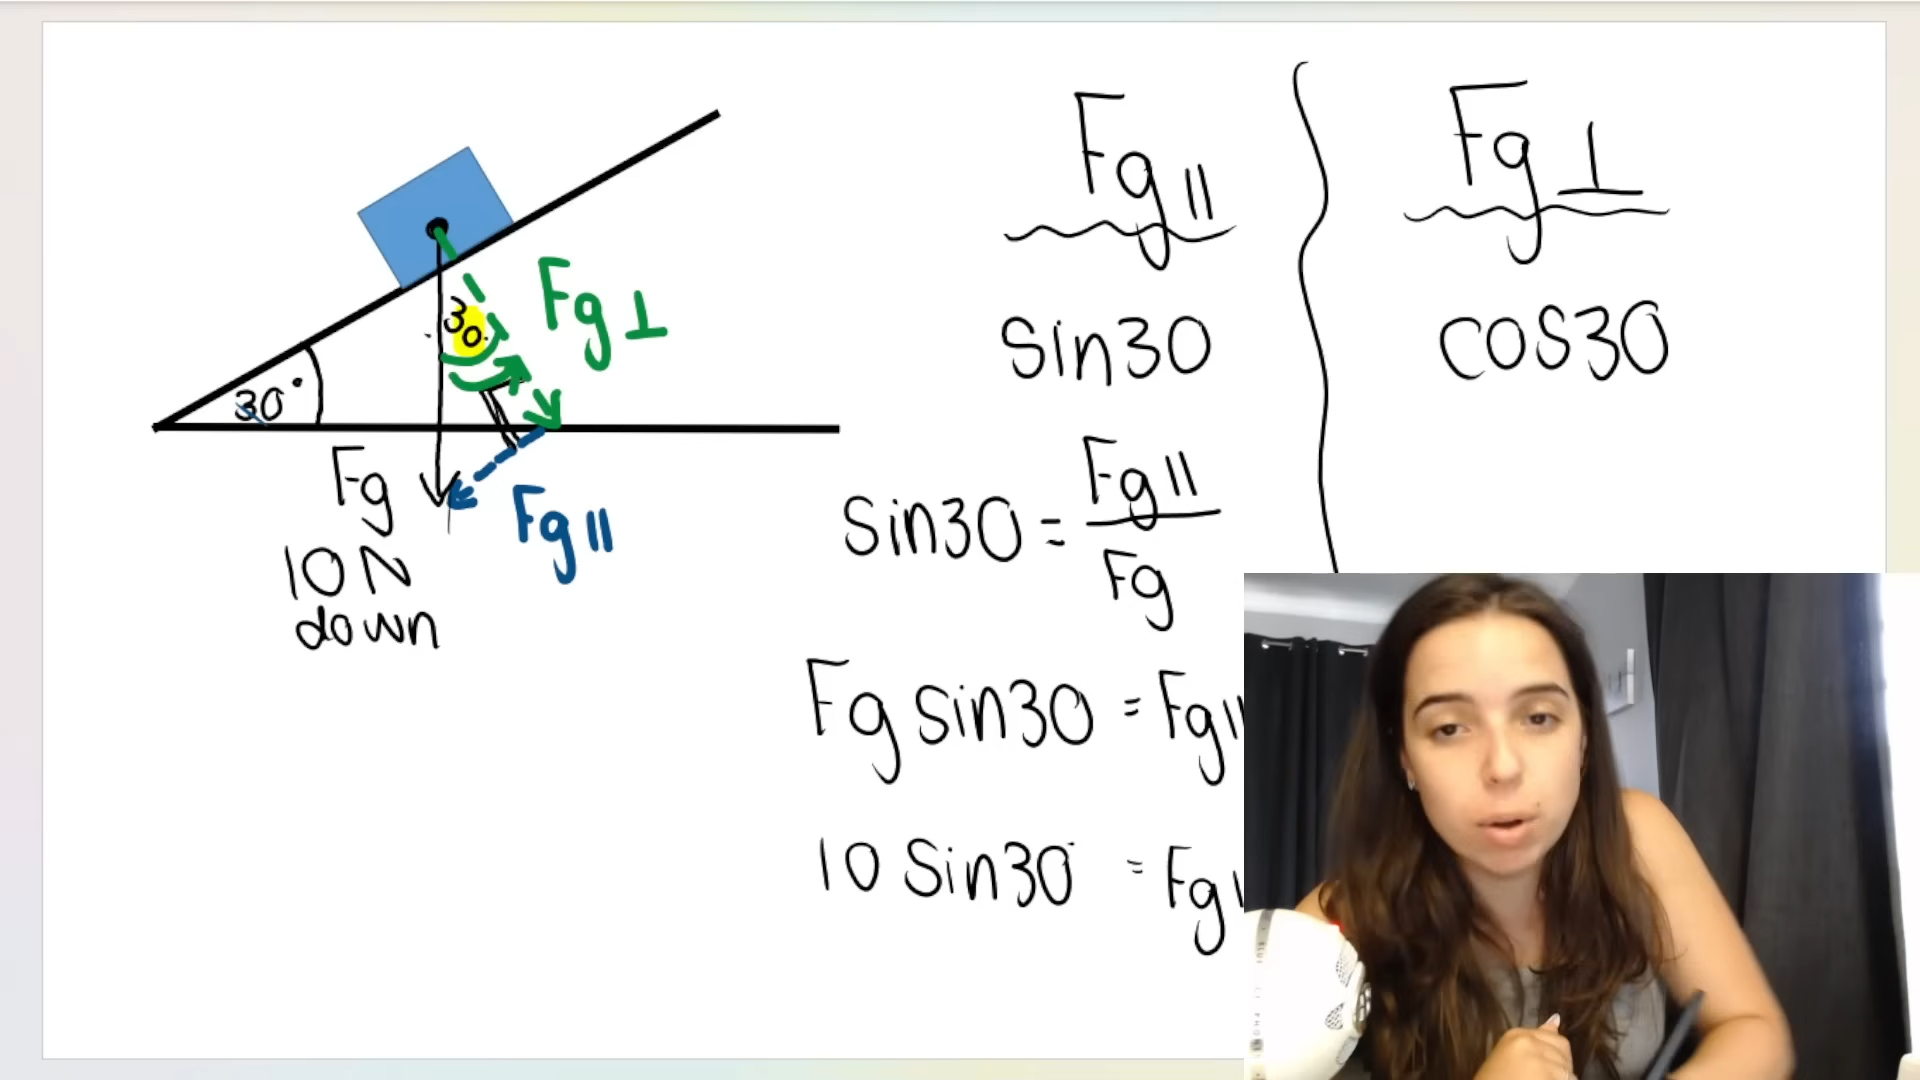 30
Fg⊥
30°
Fg
10 N
down
Fg||
Fg||
sin30
sin30 = Fg||
Fg
Fg sin30 = Fg||
10 sin30 = Fg
Fg⊥
cos30